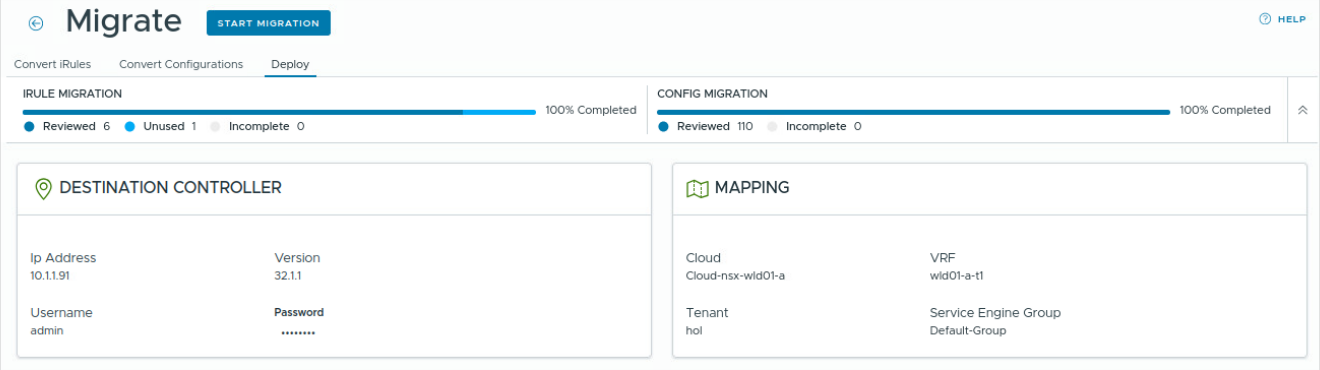 Migrate
START MIGRATION
HELP
Convert iRules
Convert Configurations
Deploy
IRULE MIGRATION
100% Completed
Reviewed 6
Unused 1
Incomplete 0
CONFIG MIGRATION
100% Completed
Reviewed 110
Incomplete 0
DESTINATION CONTROLLER
Ip Address
10.1.1.91
Version
32.1.1
Username
admin
Password
••••••••
MAPPING
Cloud
Cloud-nsx-wld01-a
VRF
wld01-a-t1
Tenant
hol
Service Engine Group
Default-Group